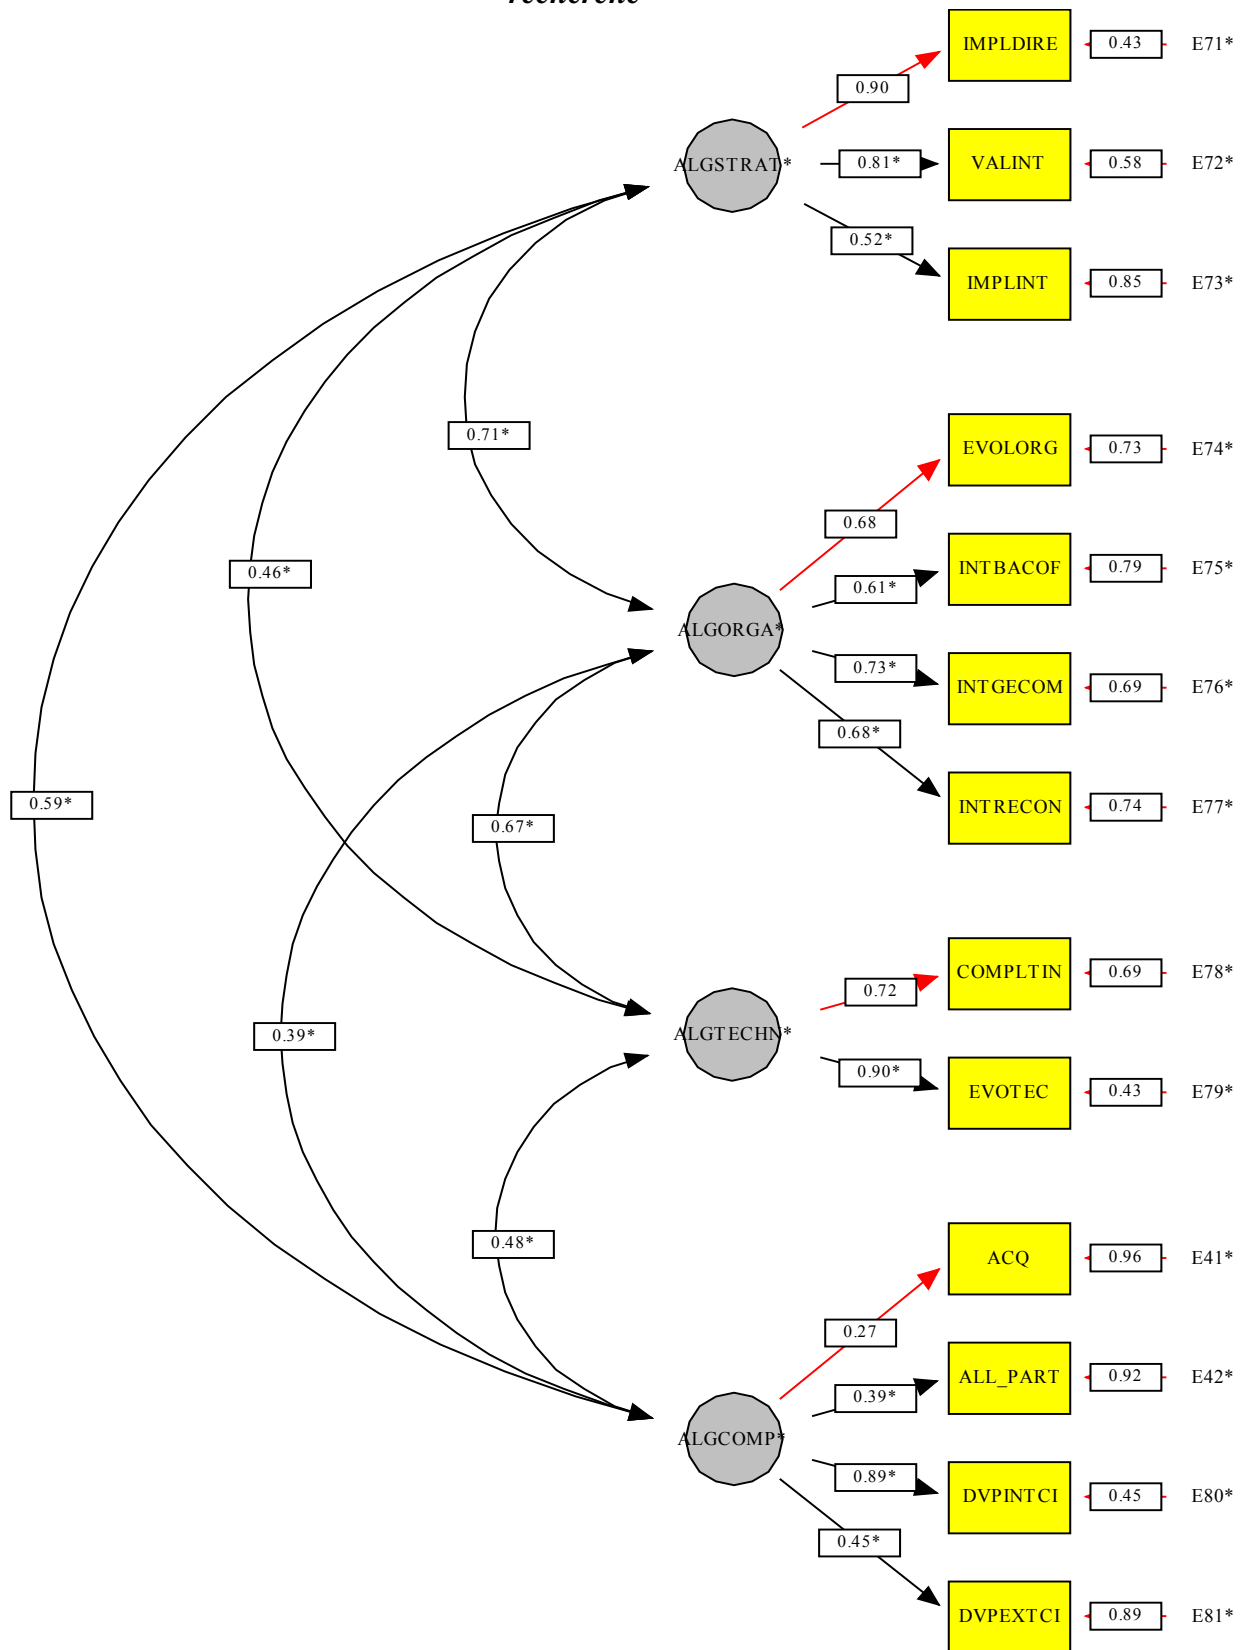 IMPLDIRE 0.43 E71*
0.90
ALGSTRAT* 0.81* VALINT 0.58 E72*
0.52*
IMPLINT 0.85 E73*
0.71*
EVOLORG 0.73 E74*
0.68
0.46*
INTBACOF 0.79 E75*
0.61*
ALGORGA*
0.73* INTGECOM 0.69 E76*
0.68*
0.59*
INTRECON 0.74 E77*
0.67*
COMPLTIN 0.69 E78*
0.72
0.39*
ALGTECHN*
0.90* EVOTEC 0.43 E79*
0.48*
ACQ 0.96 E41*
0.27
ALL_PART 0.92 E42*
0.39*
ALGCOMP*
0.89* DVPINTCI 0.45 E80*
0.45*
DVPEXTCI 0.89 E81*